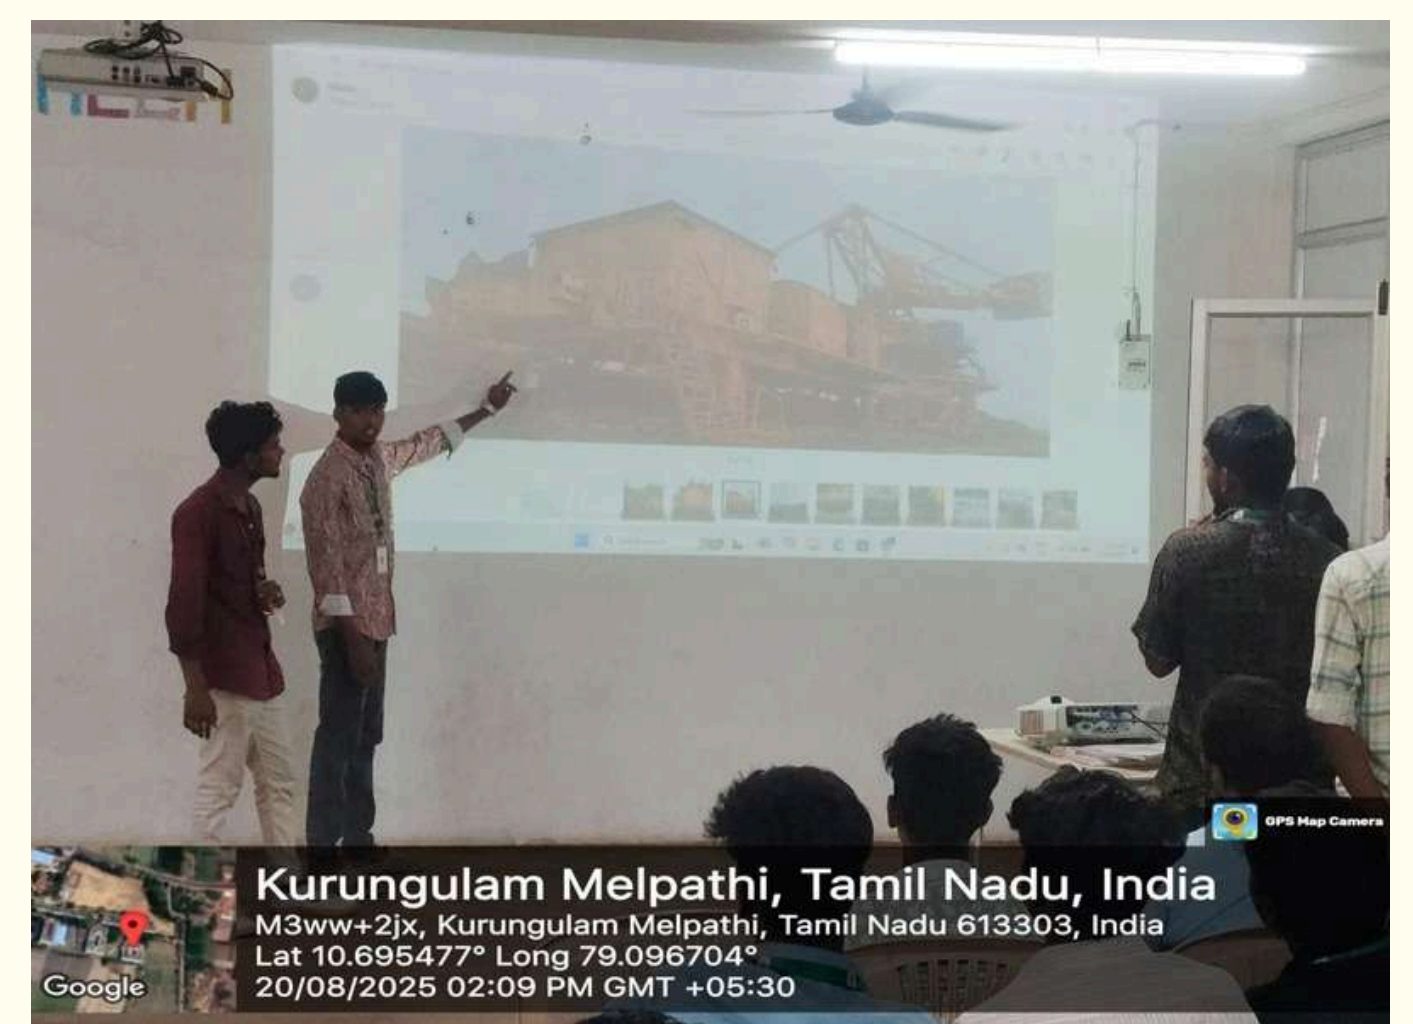 GPS Map Camera
Kurungulam Melpathi, Tamil Nadu, India
M3ww+2jx, Kurungulam Melpathi, Tamil Nadu 613303, India
Lat 10.695477° Long 79.096704°
20/08/2025 02:09 PM GMT +05:30
Google